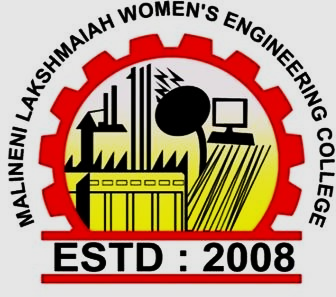 MALINENI LAKSHMAIAH WOMEN'S ENGINEERING COLLEGE
ESTD : 2008